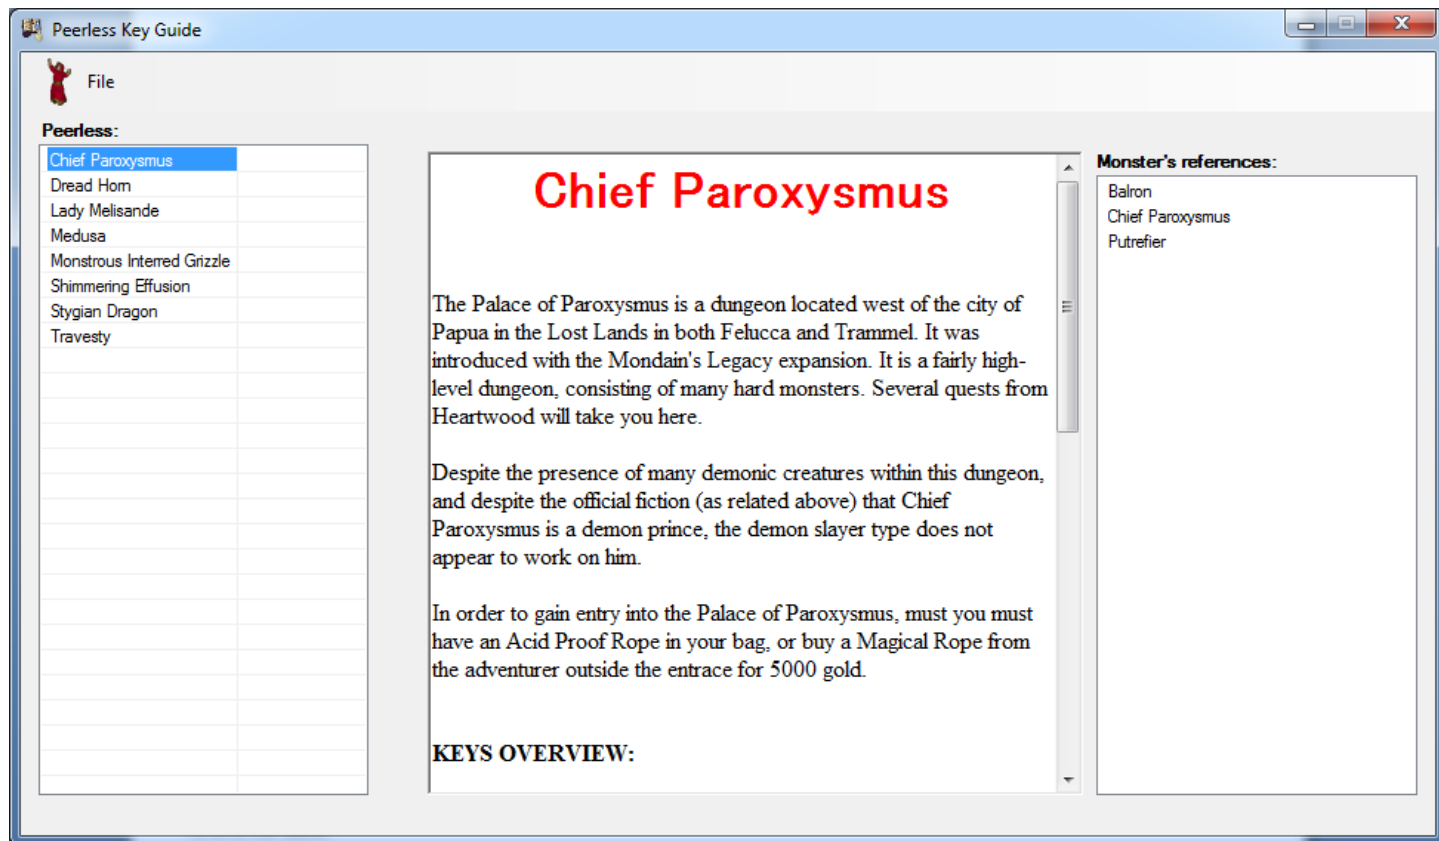 Peerless Key Guide
File
Peerless:
Chief Paroxysmus
Dread Horn
Lady Melisande
Medusa
Monstrous Interred Grizzle
Shimmering Effusion
Stygian Dragon
Travesty
Chief Paroxysmus
The Palace of Paroxysmus is a dungeon located west of the city of
Papua in the Lost Lands in both Felucca and Trammel. It was
introduced with the Mondain's Legacy expansion. It is a fairly high-
level dungeon, consisting of many hard monsters. Several quests from
Heartwood will take you here.
Despite the presence of many demonic creatures within this dungeon,
and despite the official fiction (as related above) that Chief
Paroxysmus is a demon prince, the demon slayer type does not
appear to work on him.
In order to gain entry into the Palace of Paroxysmus, must you must
have an Acid Proof Rope in your bag, or buy a Magical Rope from
the adventurer outside the entrace for 5000 gold.
KEYS OVERVIEW:
Monster's references:
Balron
Chief Paroxysmus
Putrefier